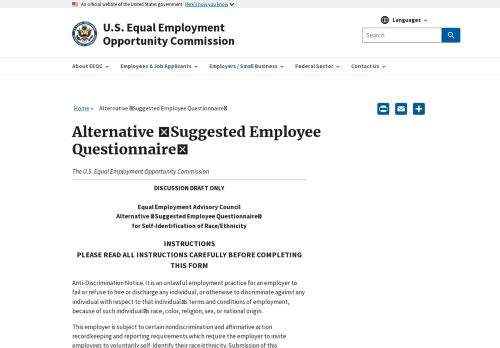 An official website of the United States government Here's how you know
Languages
U.S. Equal Employment
Opportunity Commission
Search
About EEOC
Employees & Job Applicants
Employers / Small Business
Federal Sector
Contact Us
Home » Alternative Suggested Employee Questionnaire
Alternative Suggested Employee
Questionnaire
The U.S. Equal Employment Opportunity Commission
DISCUSSION DRAFT ONLY
Equal Employment Advisory Council
Alternative Suggested Employee Questionnaire
for Self-Identification of Race/Ethnicity
INSTRUCTIONS
PLEASE READ ALL INSTRUCTIONS CAREFULLY BEFORE COMPLETING
THIS FORM
Anti-Discrimination Notice. It is an unlawful employment practice for an employer to
fail or refuse to hire or discharge any individual, or otherwise to discriminate against any
individual with respect to that individuals terms and conditions of employment,
because of such individuals race, color, religion, sex, or national origin.
This employer is subject to certain nondiscrimination and affirmative action
recordkeeping and reporting requirements which require the employer to invite
employees to voluntarily self-identify their race/ethnicity. Submission of this